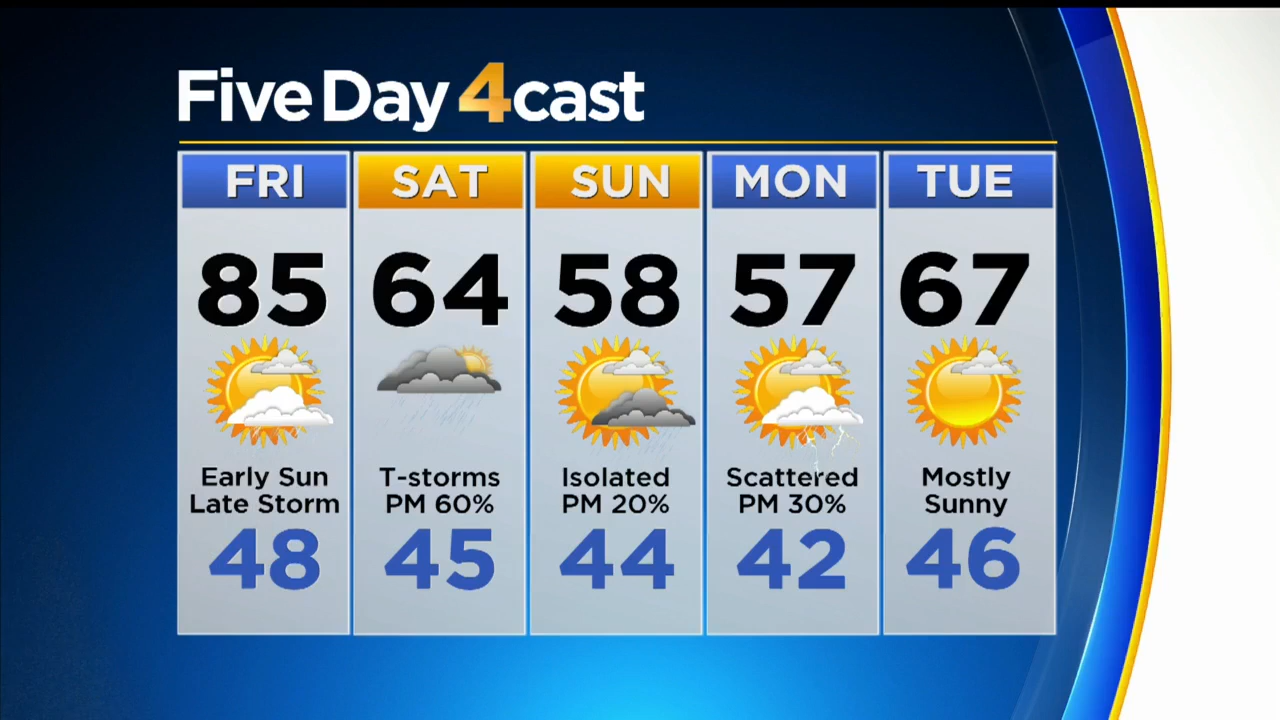 Five Day 4cast
FRI SAT SUN MON TUE
85 64 58 57 67
Early Sun
Late Storm
T-storms
PM 60%
Isolated
PM 20%
Scattered
PM 30%
Mostly
Sunny
48 45 44 42 46